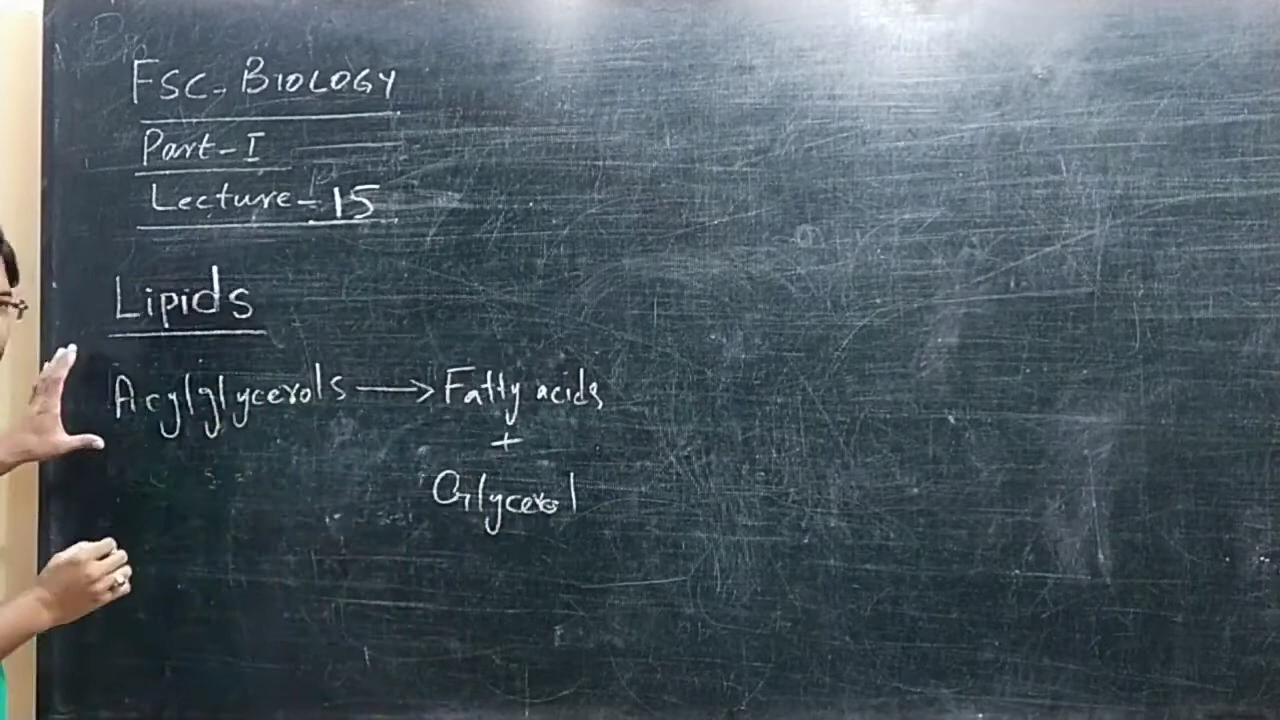 FSC-BIOLOGY
Part-I
Lecture-15
Lipids
Acylglycerols → Fatty acids
+
Glycerol